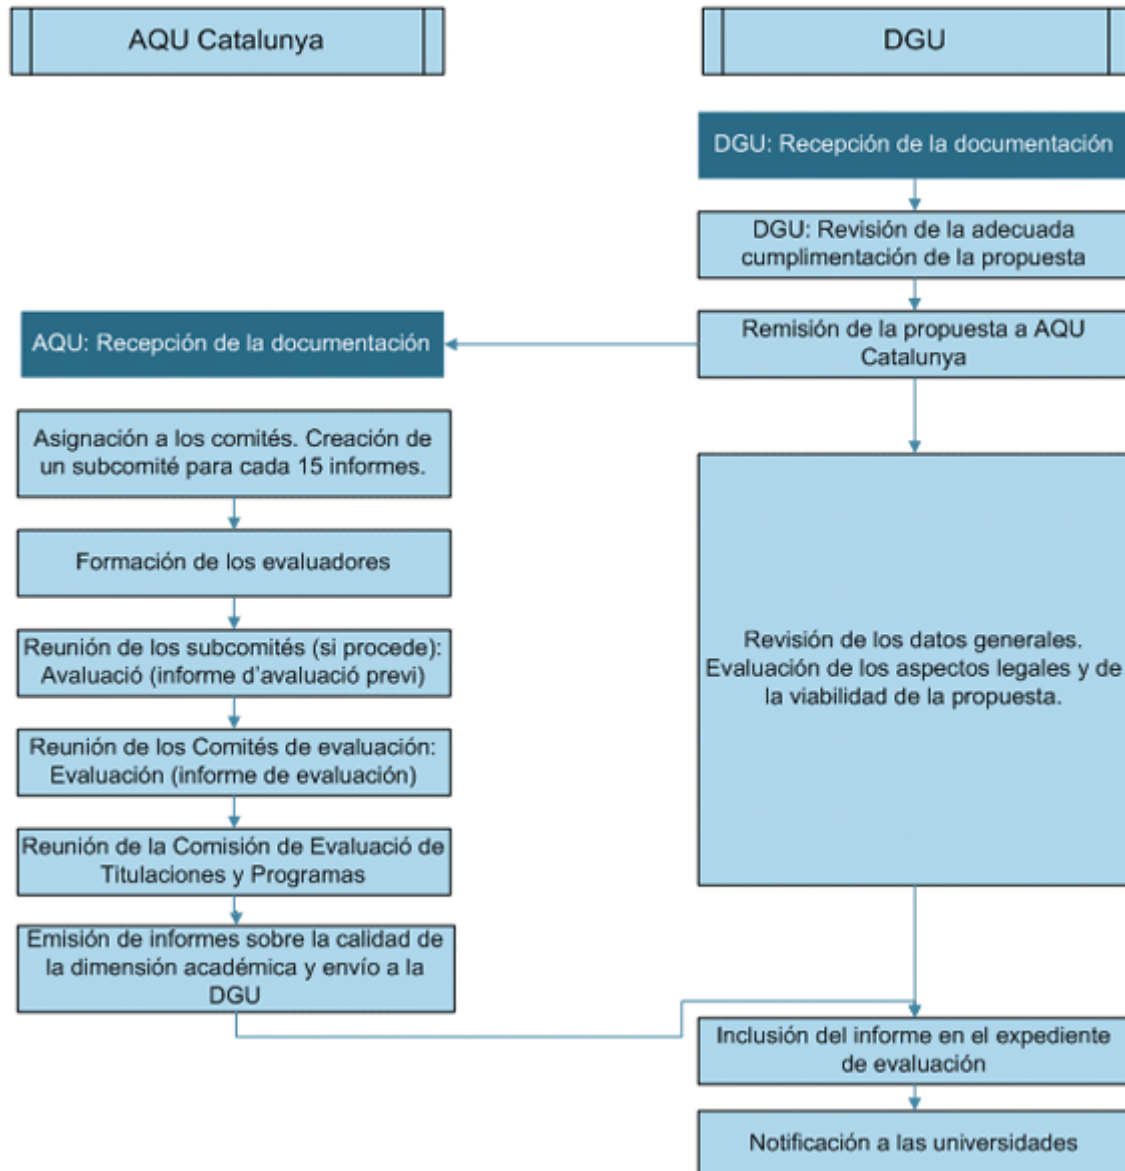 AQU Catalunya
DGU
DGU: Recepción de la documentación
DGU: Revisión de la adecuada
cumplimentación de la propuesta
Remisión de la propuesta a AQU
Catalunya
AQU: Recepción de la documentación
Asignación a los comités. Creación de
un subcomité para cada 15 informes.
Formación de los evaluadores
Reunión de los subcomités (si procede):
Avaluació (informe d'avaluació previ)
Reunión de los Comités de evaluación:
Evaluación (informe de evaluación)
Reunión de la Comisión de Evaluació de
Titulaciones y Programas
Emisión de informes sobre la calidad de
la dimensión académica y envío a la
DGU
Revisión de los datos generales.
Evaluación de los aspectos legales y de
la viabilidad de la propuesta.
Inclusión del informe en el expediente
de evaluación
Notificación a las universidades